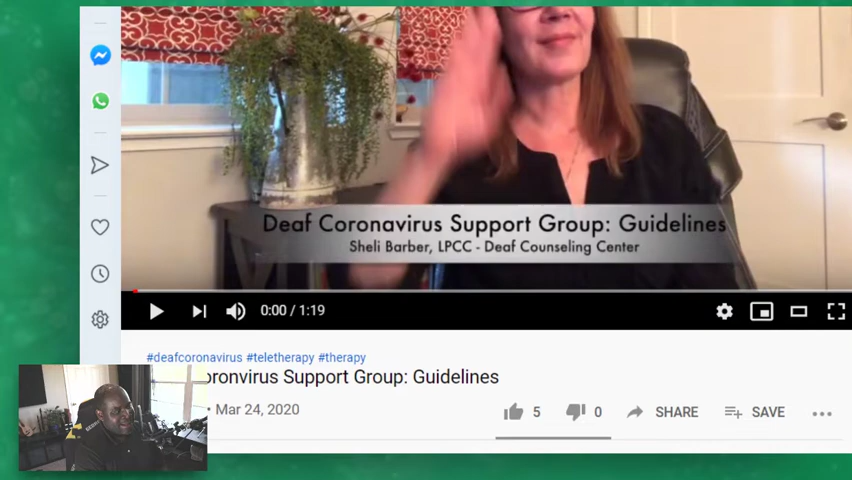 Deaf Coronavirus Support Group: Guidelines
Sheli Barber, LPCC - Deaf Counseling Center
0:00 / 1:19
#deafcoronavirus #teletherapy #therapy
oronvirus Support Group: Guidelines
• Mar 24, 2020
5
0
SHARE
SAVE